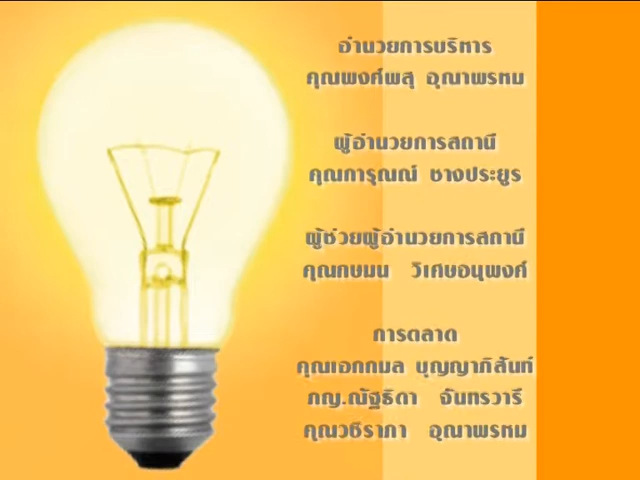 อำนวยการบริหาร
คุณพงศ์พสุ อุณาพรหม
ผู้อำนวยการสถานี
คุณการุณณ์ ชางประยูร
ผู้ช่วยผู้อำนวยการสถานี
คุณกษมน วิเศษอนุพงศ์
การตลาด
คุณเอกกมล บุญญาภิสันท์
ภญ.ณัฐธิดา จันทรวารี
คุณวชิราภา อุณาพรหม